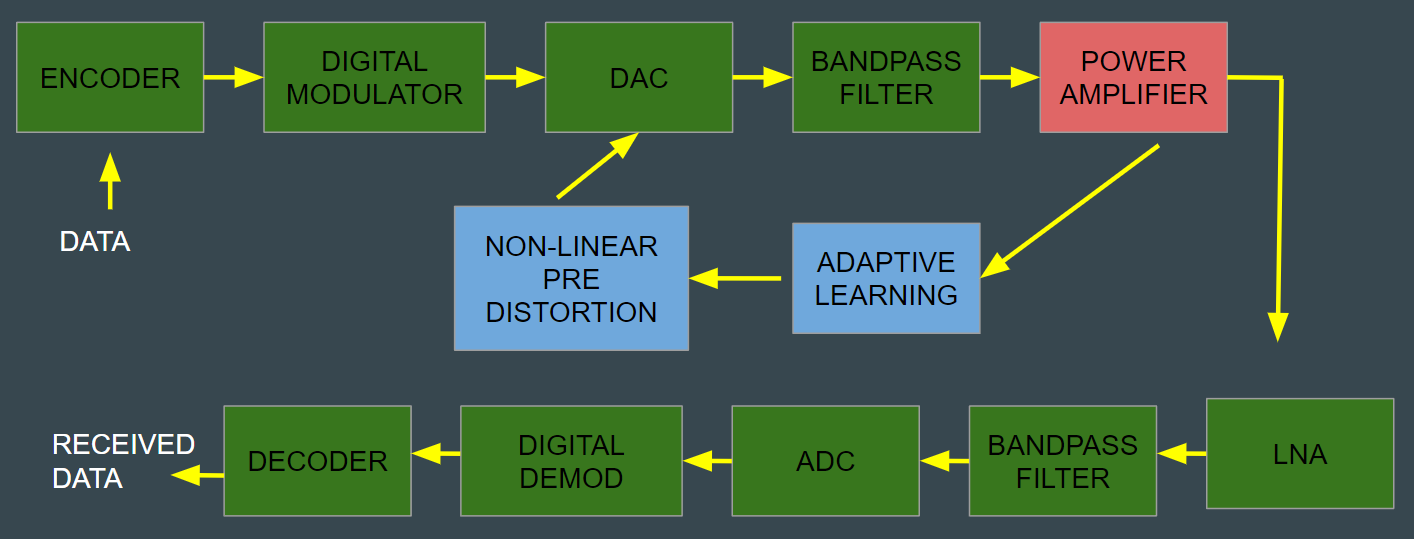 ENCODER
DIGITAL
MODULATOR
DAC
BANDPASS
FILTER
POWER
AMPLIFIER
DATA
NON-LINEAR
PRE
DISTORTION
ADAPTIVE
LEARNING
RECEIVED
DATA
DECODER
DIGITAL
DEMOD
ADC
BANDPASS
FILTER
LNA